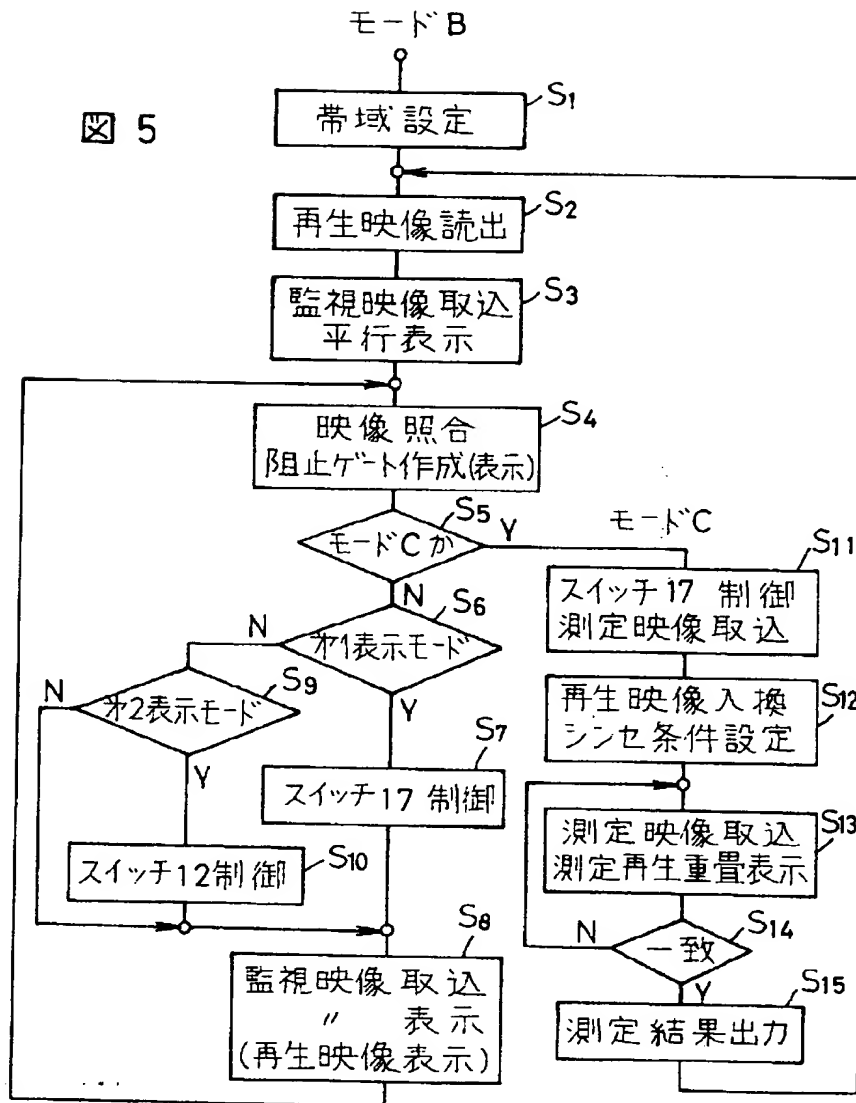 モードB
図 5
帯域設定
S1
再生映像読出
S2
監視映像取込
平行表示
S3
映像照合
阻止ゲート作成(表示)
S4
モードCか
S5
Y
N
モードC
才1表示モード
S6
N
Y
才2表示モード
S9
N
Y
スイッチ17 制御
S7
スイッチ12制御
S10
監視映像取込
〃 表示
(再生映像表示)
S8
スイッチ17 制御
測定映像取込
S11
再生映像入換
シンセ条件設定
S12
測定映像取込
測定再生重畳表示
S13
一致
S14
N
Y
測定結果出力
S15